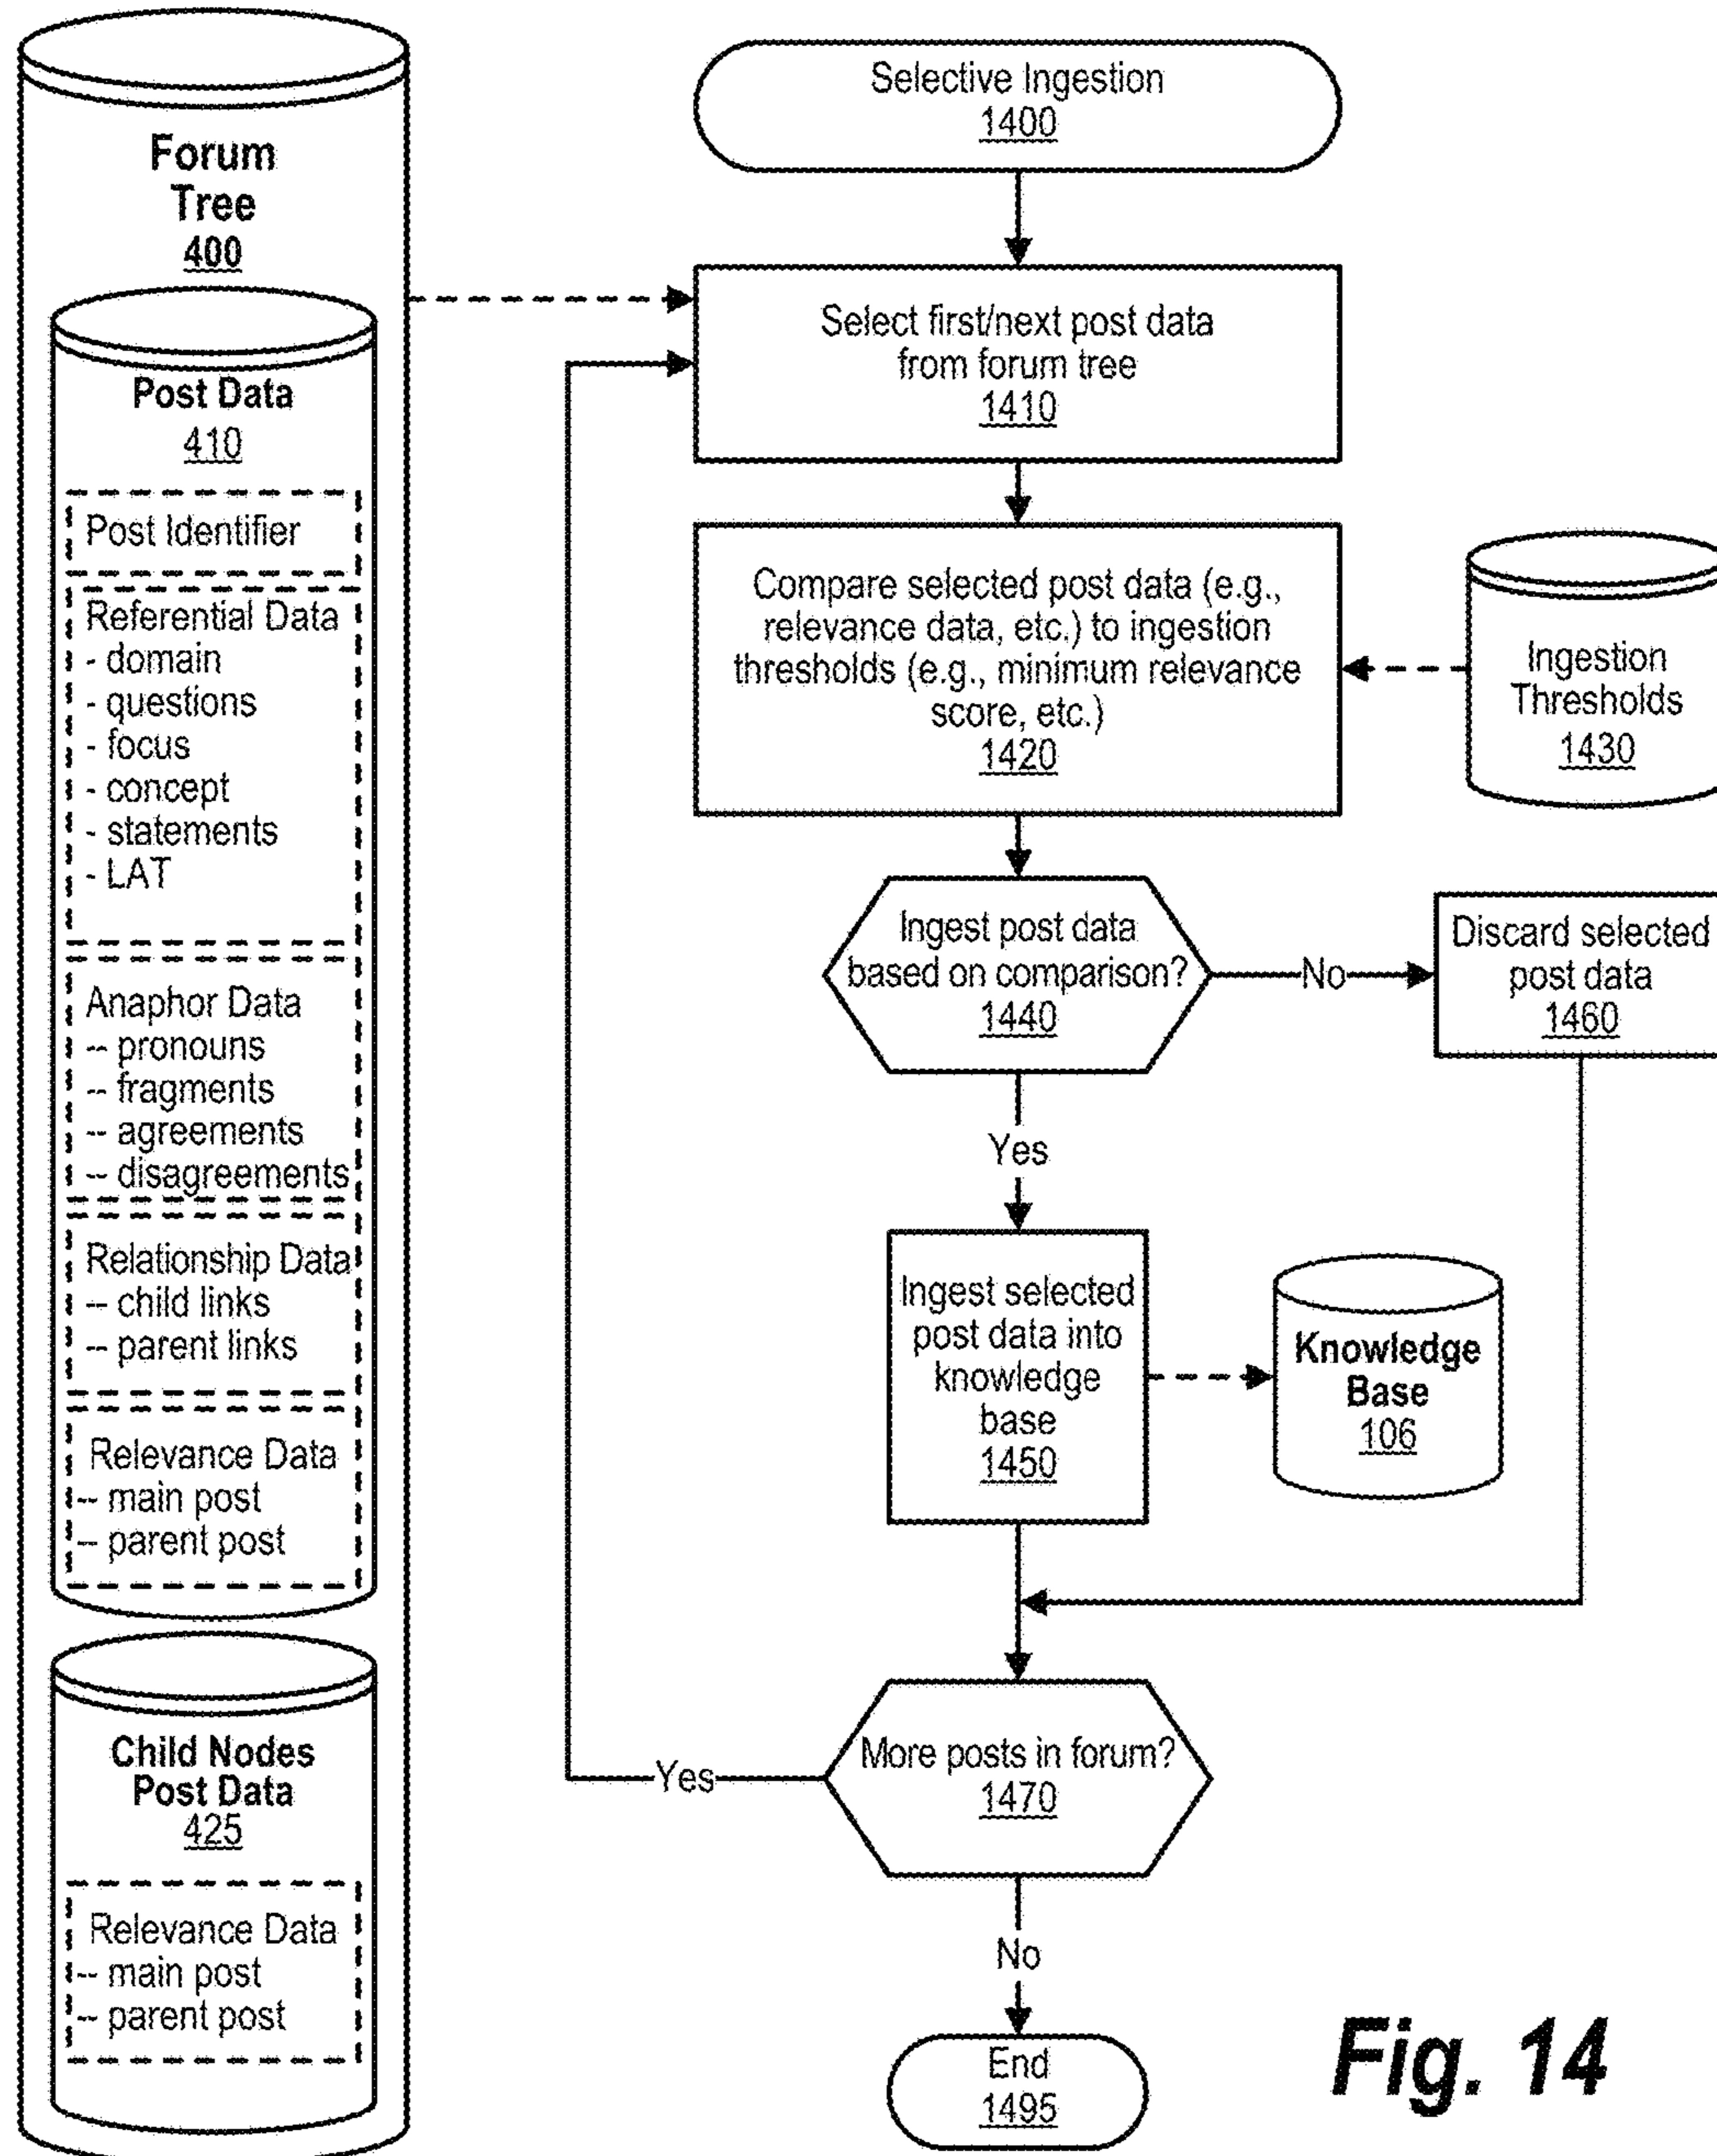 Forum
Tree
400
Post Data
410
Post Identifier
Referential Data
- domain
- questions
- focus
- concept
- statements
- LAT
Anaphor Data
-- pronouns
-- fragments
-- agreements
-- disagreements
Relationship Data
-- child links
-- parent links
Relevance Data
-- main post
-- parent post
Child Nodes
Post Data
425
Relevance Data
-- main post
-- parent post
Selective Ingestion
1400
Select first/next post data
from forum tree
1410
Compare selected post data (e.g.,
relevance data, etc.) to ingestion
thresholds (e.g., minimum relevance
score, etc.)
1420
Ingestion
Thresholds
1430
Ingest post data
based on comparison?
1440
No
Discard selected
post data
1460
Yes
Ingest selected
post data into
knowledge
base
1450
Knowledge
Base
106
More posts in forum?
1470
Yes
No
End
1495
Fig. 14